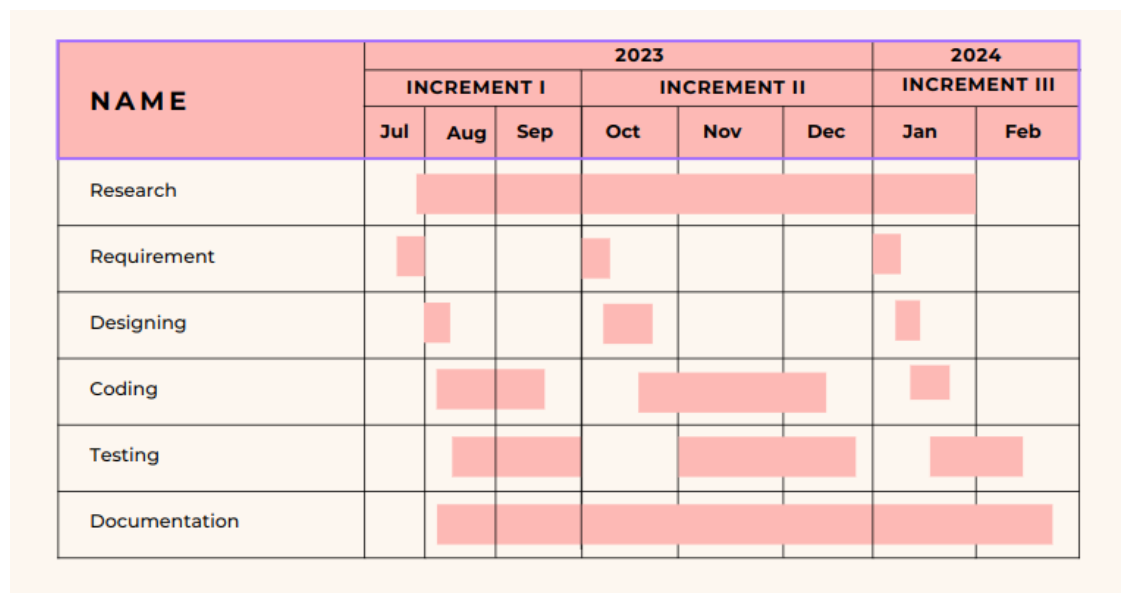 NAME
2023 2024
INCREMENT I INCREMENT II INCREMENT III
Jul Aug Sep Oct Nov Dec Jan Feb
Research
Requirement
Designing
Coding
Testing
Documentation